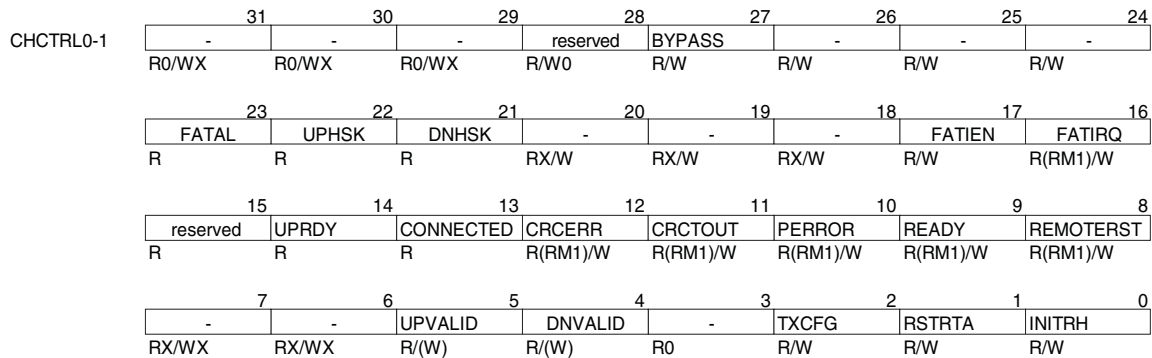 31 30 29 28 27 26 25 24
CHCTRL0-1 - - - reserved BYPASS - - -
R0/WX R0/WX R0/WX R/W0 R/W R/W R/W R/W
23 22 21 20 19 18 17 16
FATAL UPHSK DNHSK - - - FATIEN FATIRQ
R R R RX/W RX/W RX/W R/W R(RM1)/W
15 14 13 12 11 10 9 8
reserved UPRDY CONNECTED CRCERR CRCTOUT PERROR READY REMOTERST
R R R R(RM1)/W R(RM1)/W R(RM1)/W R(RM1)/W R(RM1)/W
7 6 5 4 3 2 1 0
- - UPVALID DNVALID - TXCFG RSTRTA INITRH
RX/WX RX/WX R/(W) R/(W) R0 R/W R/W R/W